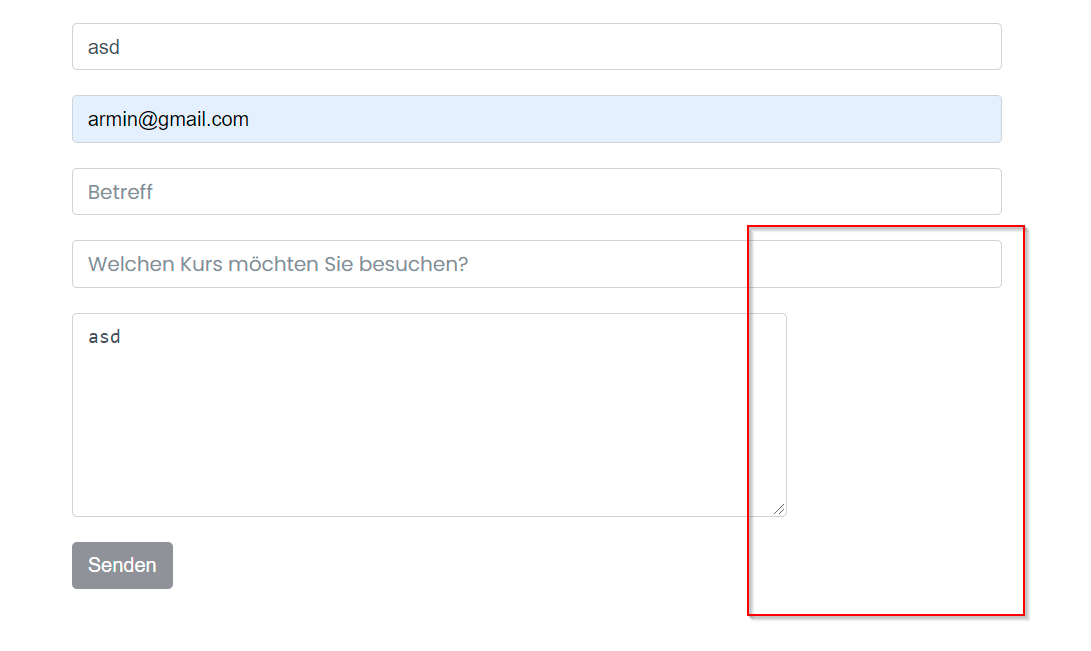 asd
armin@gmail.com
Betreff
Welchen Kurs möchten Sie besuchen?
asd
Senden